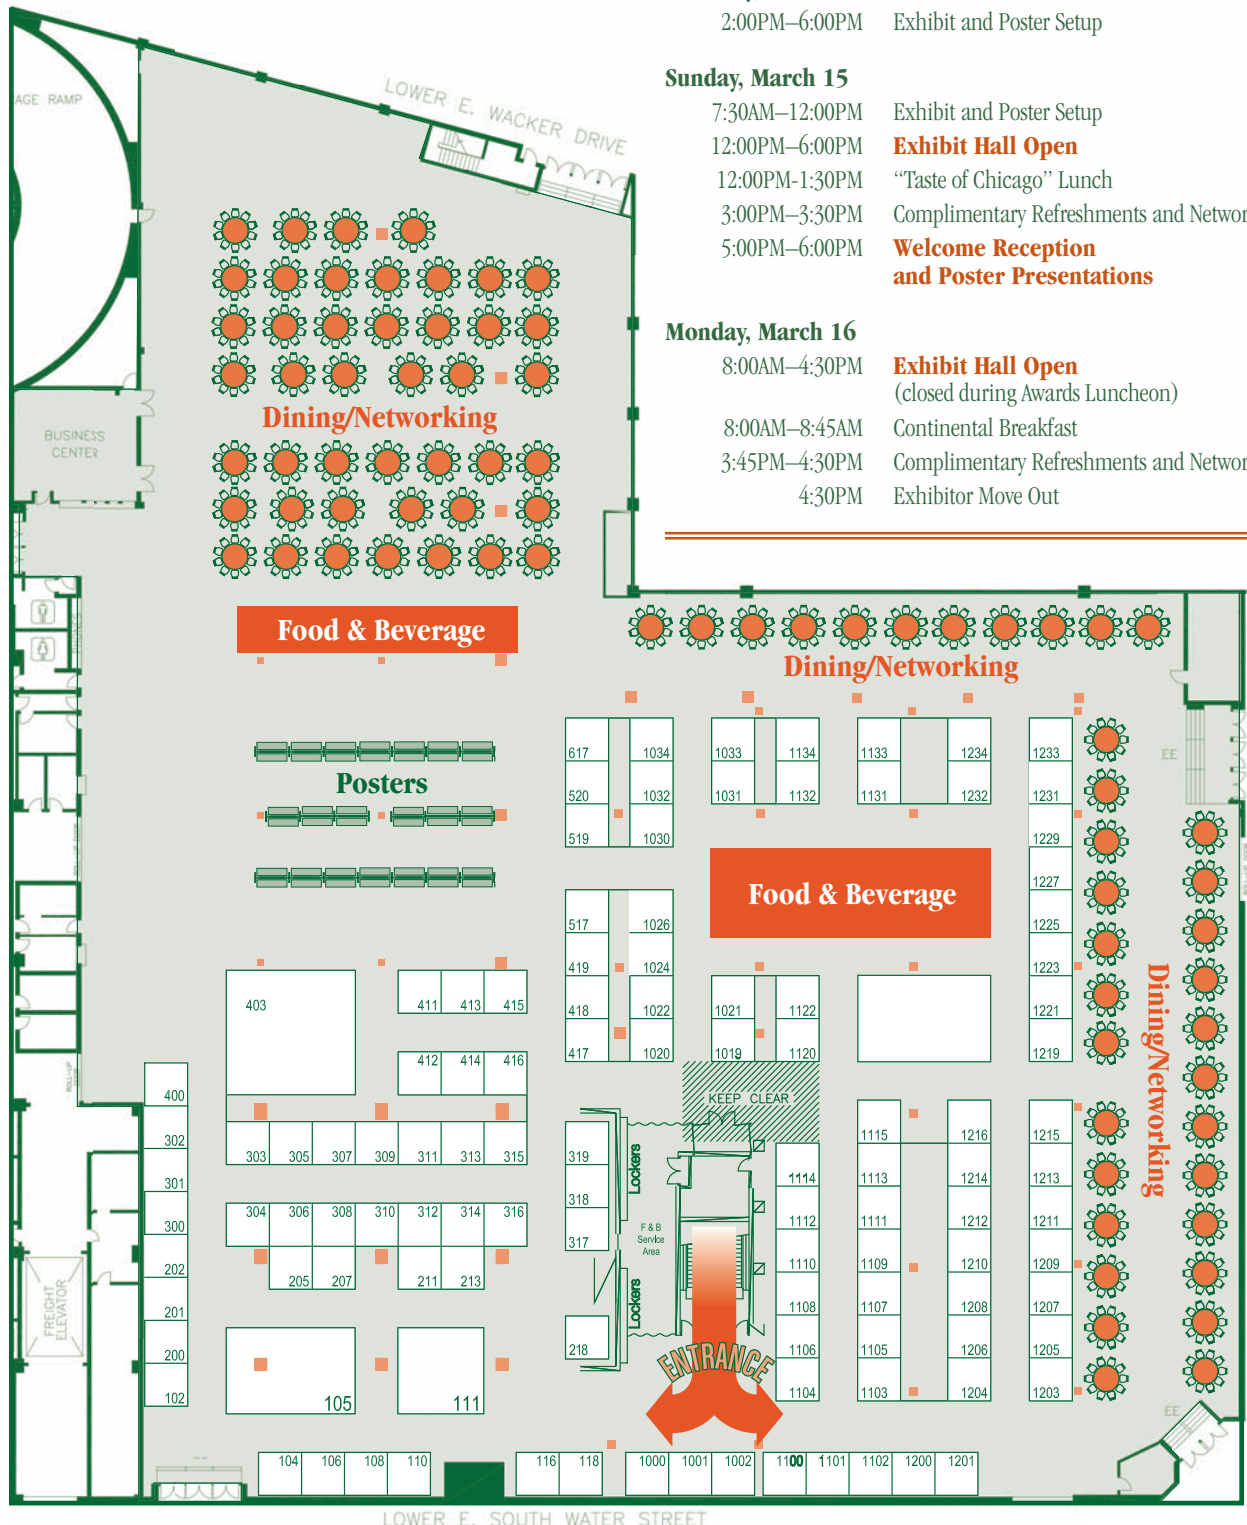 2:00PM–6:00PM Exhibit and Poster Setup
Sunday, March 15
7:30AM–12:00PM Exhibit and Poster Setup
12:00PM–6:00PM Exhibit Hall Open
12:00PM-1:30PM “Taste of Chicago” Lunch
3:00PM–3:30PM Complimentary Refreshments and Networ
5:00PM–6:00PM Welcome Reception
and Poster Presentations
Monday, March 16
8:00AM–4:30PM Exhibit Hall Open
(closed during Awards Luncheon)
8:00AM–8:45AM Continental Breakfast
3:45PM–4:30PM Complimentary Refreshments and Networ
4:30PM Exhibitor Move Out
AGE RAMP
LOWER E. WACKER DRIVE
BUSINESS
CENTER
Dining/Networking
Food & Beverage
Dining/Networking
Posters
617 1034 1033 1134 1133 1234 1233
EE
520 1032 1031 1132 1131 1232 1231
519 1030 1229
Food & Beverage
1227
517 1026 1225
419 1024 1223
403 411 413 415 418 1022 1021 1122 1221
412 414 416 417 1020 1019 1120 1219
Dining/Networking
ROLL-UP
DOOR
400
KEEP CLEAR
302 1115 1216 1215
303 305 307 309 311 313 315 319
Lockers
301 318 1114 1113 1214 1213
304 306 308 310 312 314 316
300 317 1112 1111 1212 1211
F & B
Service
Area
202 205 207 211 213 1110 1109 1210 1209
FREIGHT
ELEVATOR
Lockers
201 1108 1107 1208 1207
200 218 1106 1105 1206 1205
ENTRANCE
102 105 111 1104 1103 1204 1203
EE
104 106 108 110 116 118 1000 1001 1002 1100 1101 1102 1200 1201
LOWER E. SOUTH WATER STREET